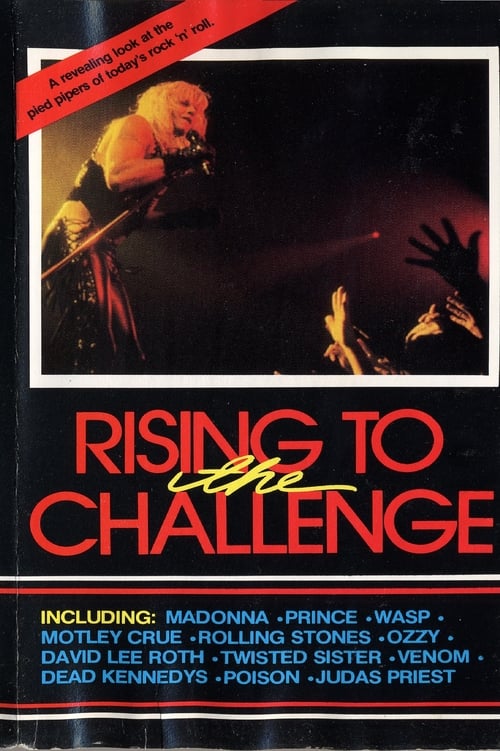 A revealing look at the
pied pipers of today's rock 'n' roll.
RISING TO
the
CHALLENGE
INCLUDING: MADONNA • PRINCE • WASP •
MOTLEY CRUE • ROLLING STONES • OZZY •
DAVID LEE ROTH • TWISTED SISTER • VENOM •
DEAD KENNEDYS • POISON • JUDAS PRIEST